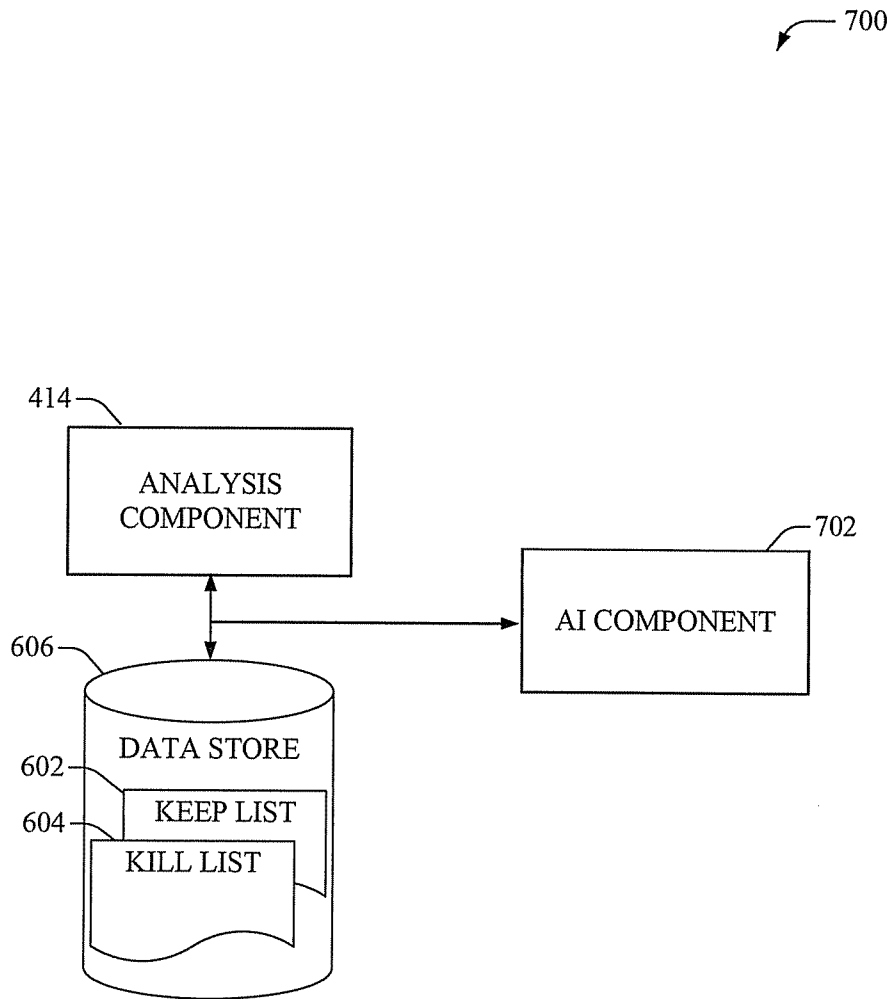 700
414
ANALYSIS
COMPONENT
702
AI COMPONENT
606
DATA STORE
602
KEEP LIST
604
KILL LIST